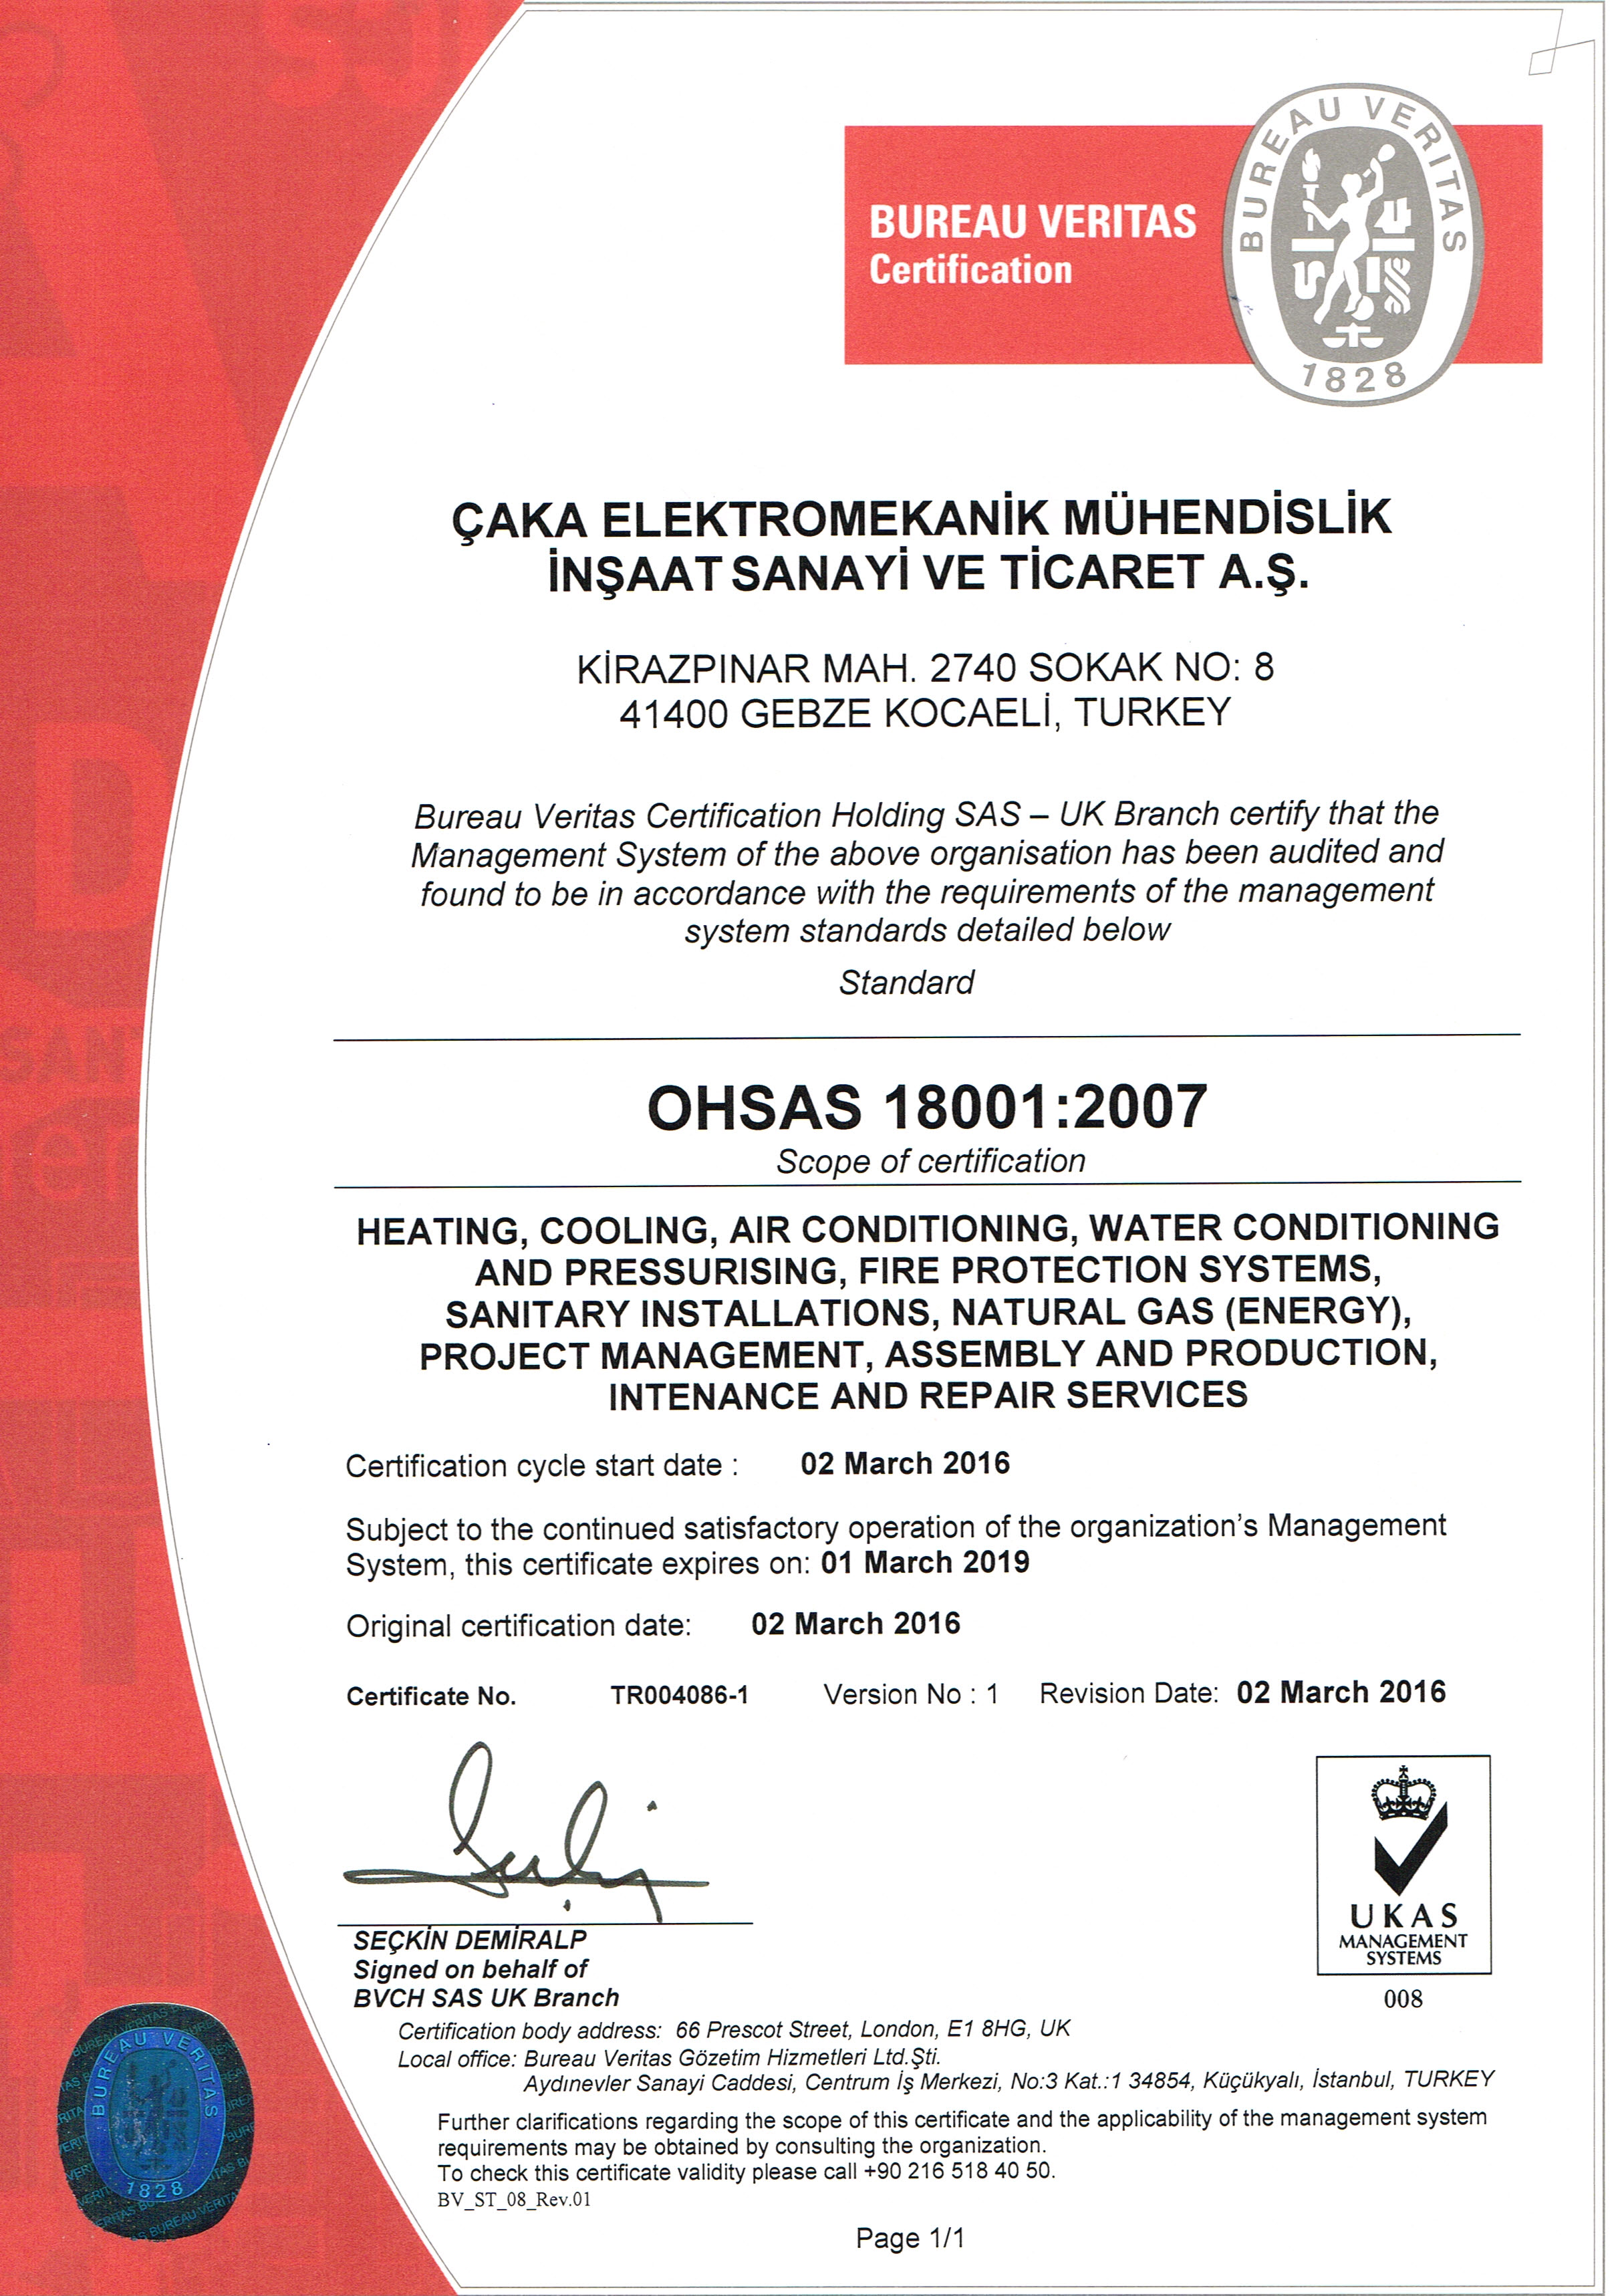 BUREAU VERITAS
Certification
BUREAU VERITAS
1828
ÇAKA ELEKTROMEKANİK MÜHENDİSLİK
İNŞAAT SANAYİ VE TİCARET A.Ş.
KİRAZPINAR MAH. 2740 SOKAK NO: 8
41400 GEBZE KOCAELİ, TURKEY
Bureau Veritas Certification Holding SAS – UK Branch certify that the
Management System of the above organisation has been audited and
found to be in accordance with the requirements of the management
system standards detailed below
Standard
OHSAS 18001:2007
Scope of certification
HEATING, COOLING, AIR CONDITIONING, WATER CONDITIONING
AND PRESSURISING, FIRE PROTECTION SYSTEMS,
SANITARY INSTALLATIONS, NATURAL GAS (ENERGY),
PROJECT MANAGEMENT, ASSEMBLY AND PRODUCTION,
INTENANCE AND REPAIR SERVICES
Certification cycle start date : 02 March 2016
Subject to the continued satisfactory operation of the organization's Management
System, this certificate expires on: 01 March 2019
Original certification date: 02 March 2016
Certificate No. TR004086-1 Version No : 1 Revision Date: 02 March 2016
SEÇKİN DEMİRALP
Signed on behalf of
BVCH SAS UK Branch
UKAS
MANAGEMENT
SYSTEMS
008
Certification body address: 66 Prescot Street, London, E1 8HG, UK
Local office: Bureau Veritas Gözetim Hizmetleri Ltd.Şti.
Aydınevler Sanayi Caddesi, Centrum İş Merkezi, No:3 Kat.:1 34854, Küçükyalı, İstanbul, TURKEY
Further clarifications regarding the scope of this certificate and the applicability of the management system
requirements may be obtained by consulting the organization.
To check this certificate validity please call +90 216 518 40 50.
BV_ST_08_Rev.01
Page 1/1
BUREAU VERITAS
1828